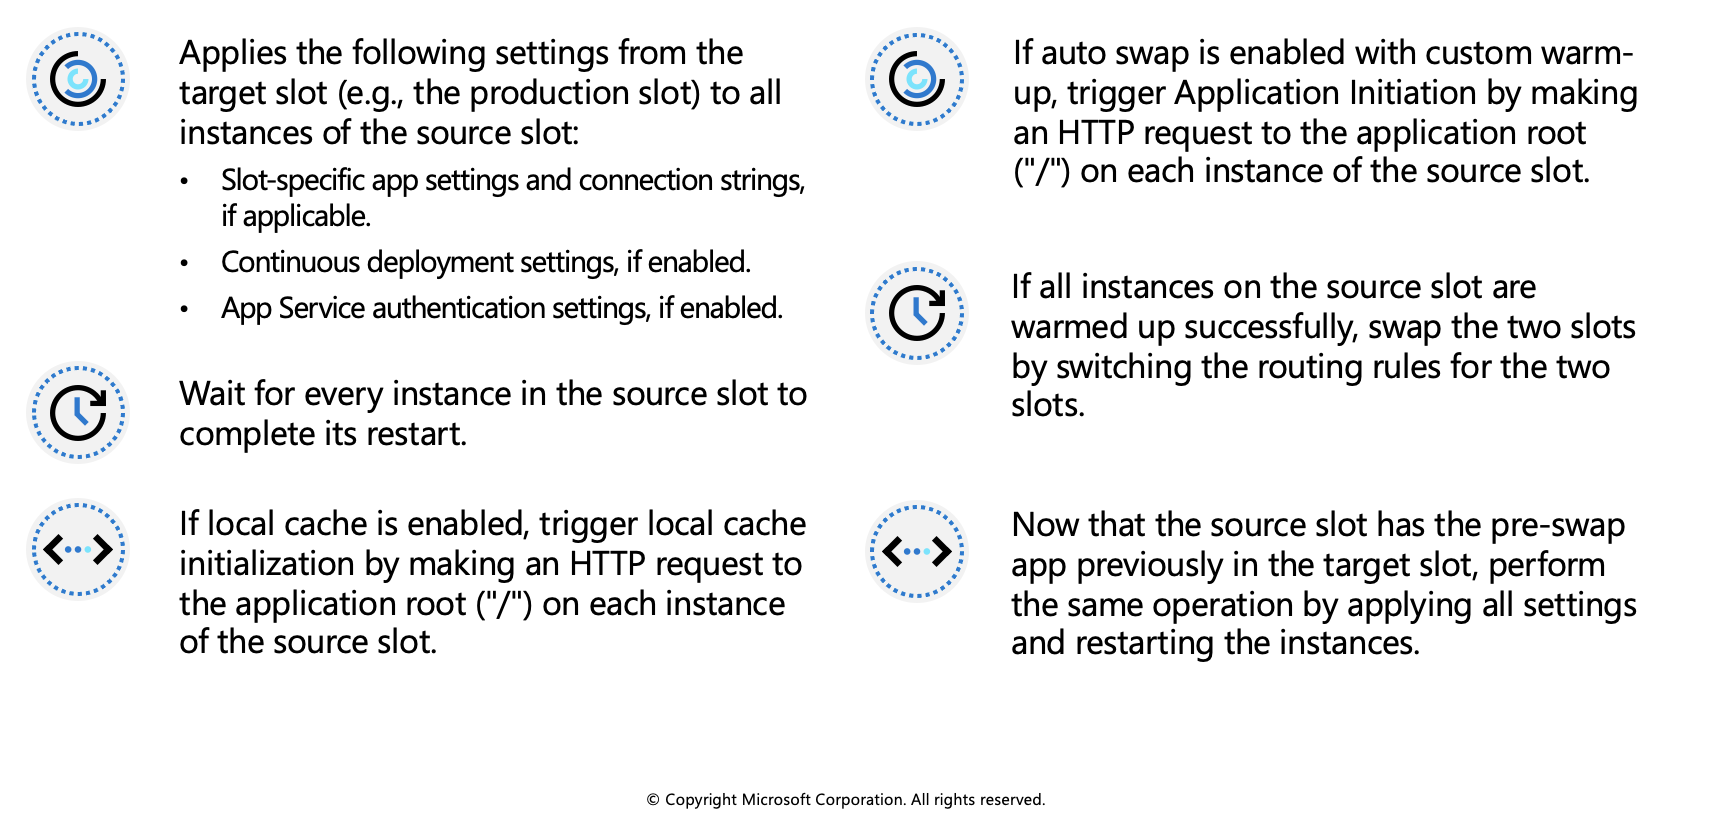 Applies the following settings from the
target slot (e.g., the production slot) to all
instances of the source slot:
• Slot-specific app settings and connection strings,
if applicable.
• Continuous deployment settings, if enabled.
• App Service authentication settings, if enabled.
Wait for every instance in the source slot to
complete its restart.
If local cache is enabled, trigger local cache
initialization by making an HTTP request to
the application root ("/") on each instance
of the source slot.
If auto swap is enabled with custom warm-
up, trigger Application Initiation by making
an HTTP request to the application root
("/") on each instance of the source slot.
If all instances on the source slot are
warmed up successfully, swap the two slots
by switching the routing rules for the two
slots.
Now that the source slot has the pre-swap
app previously in the target slot, perform
the same operation by applying all settings
and restarting the instances.
© Copyright Microsoft Corporation. All rights reserved.